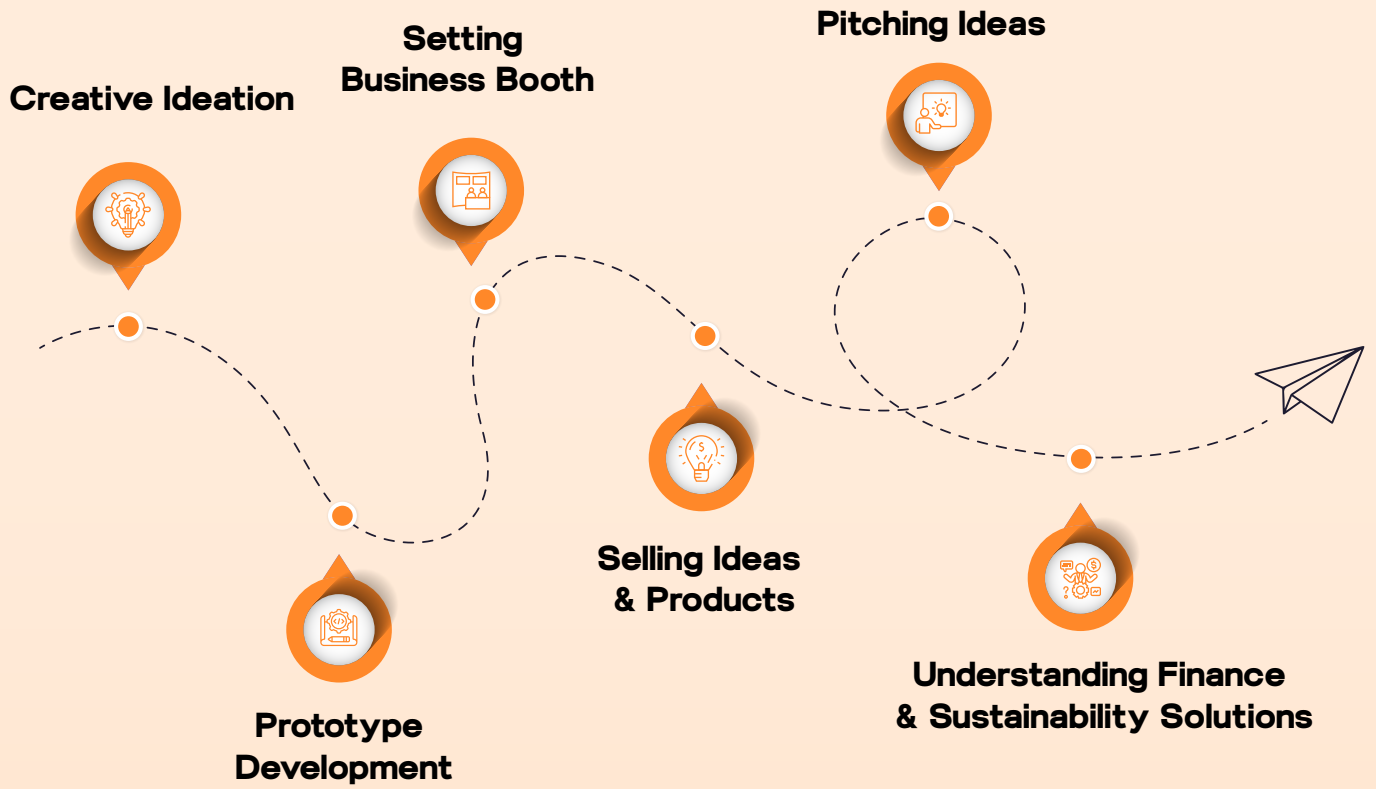 Creative Ideation
Prototype
Development
Setting
Business Booth
Selling Ideas
& Products
Pitching Ideas
Understanding Finance
& Sustainability Solutions